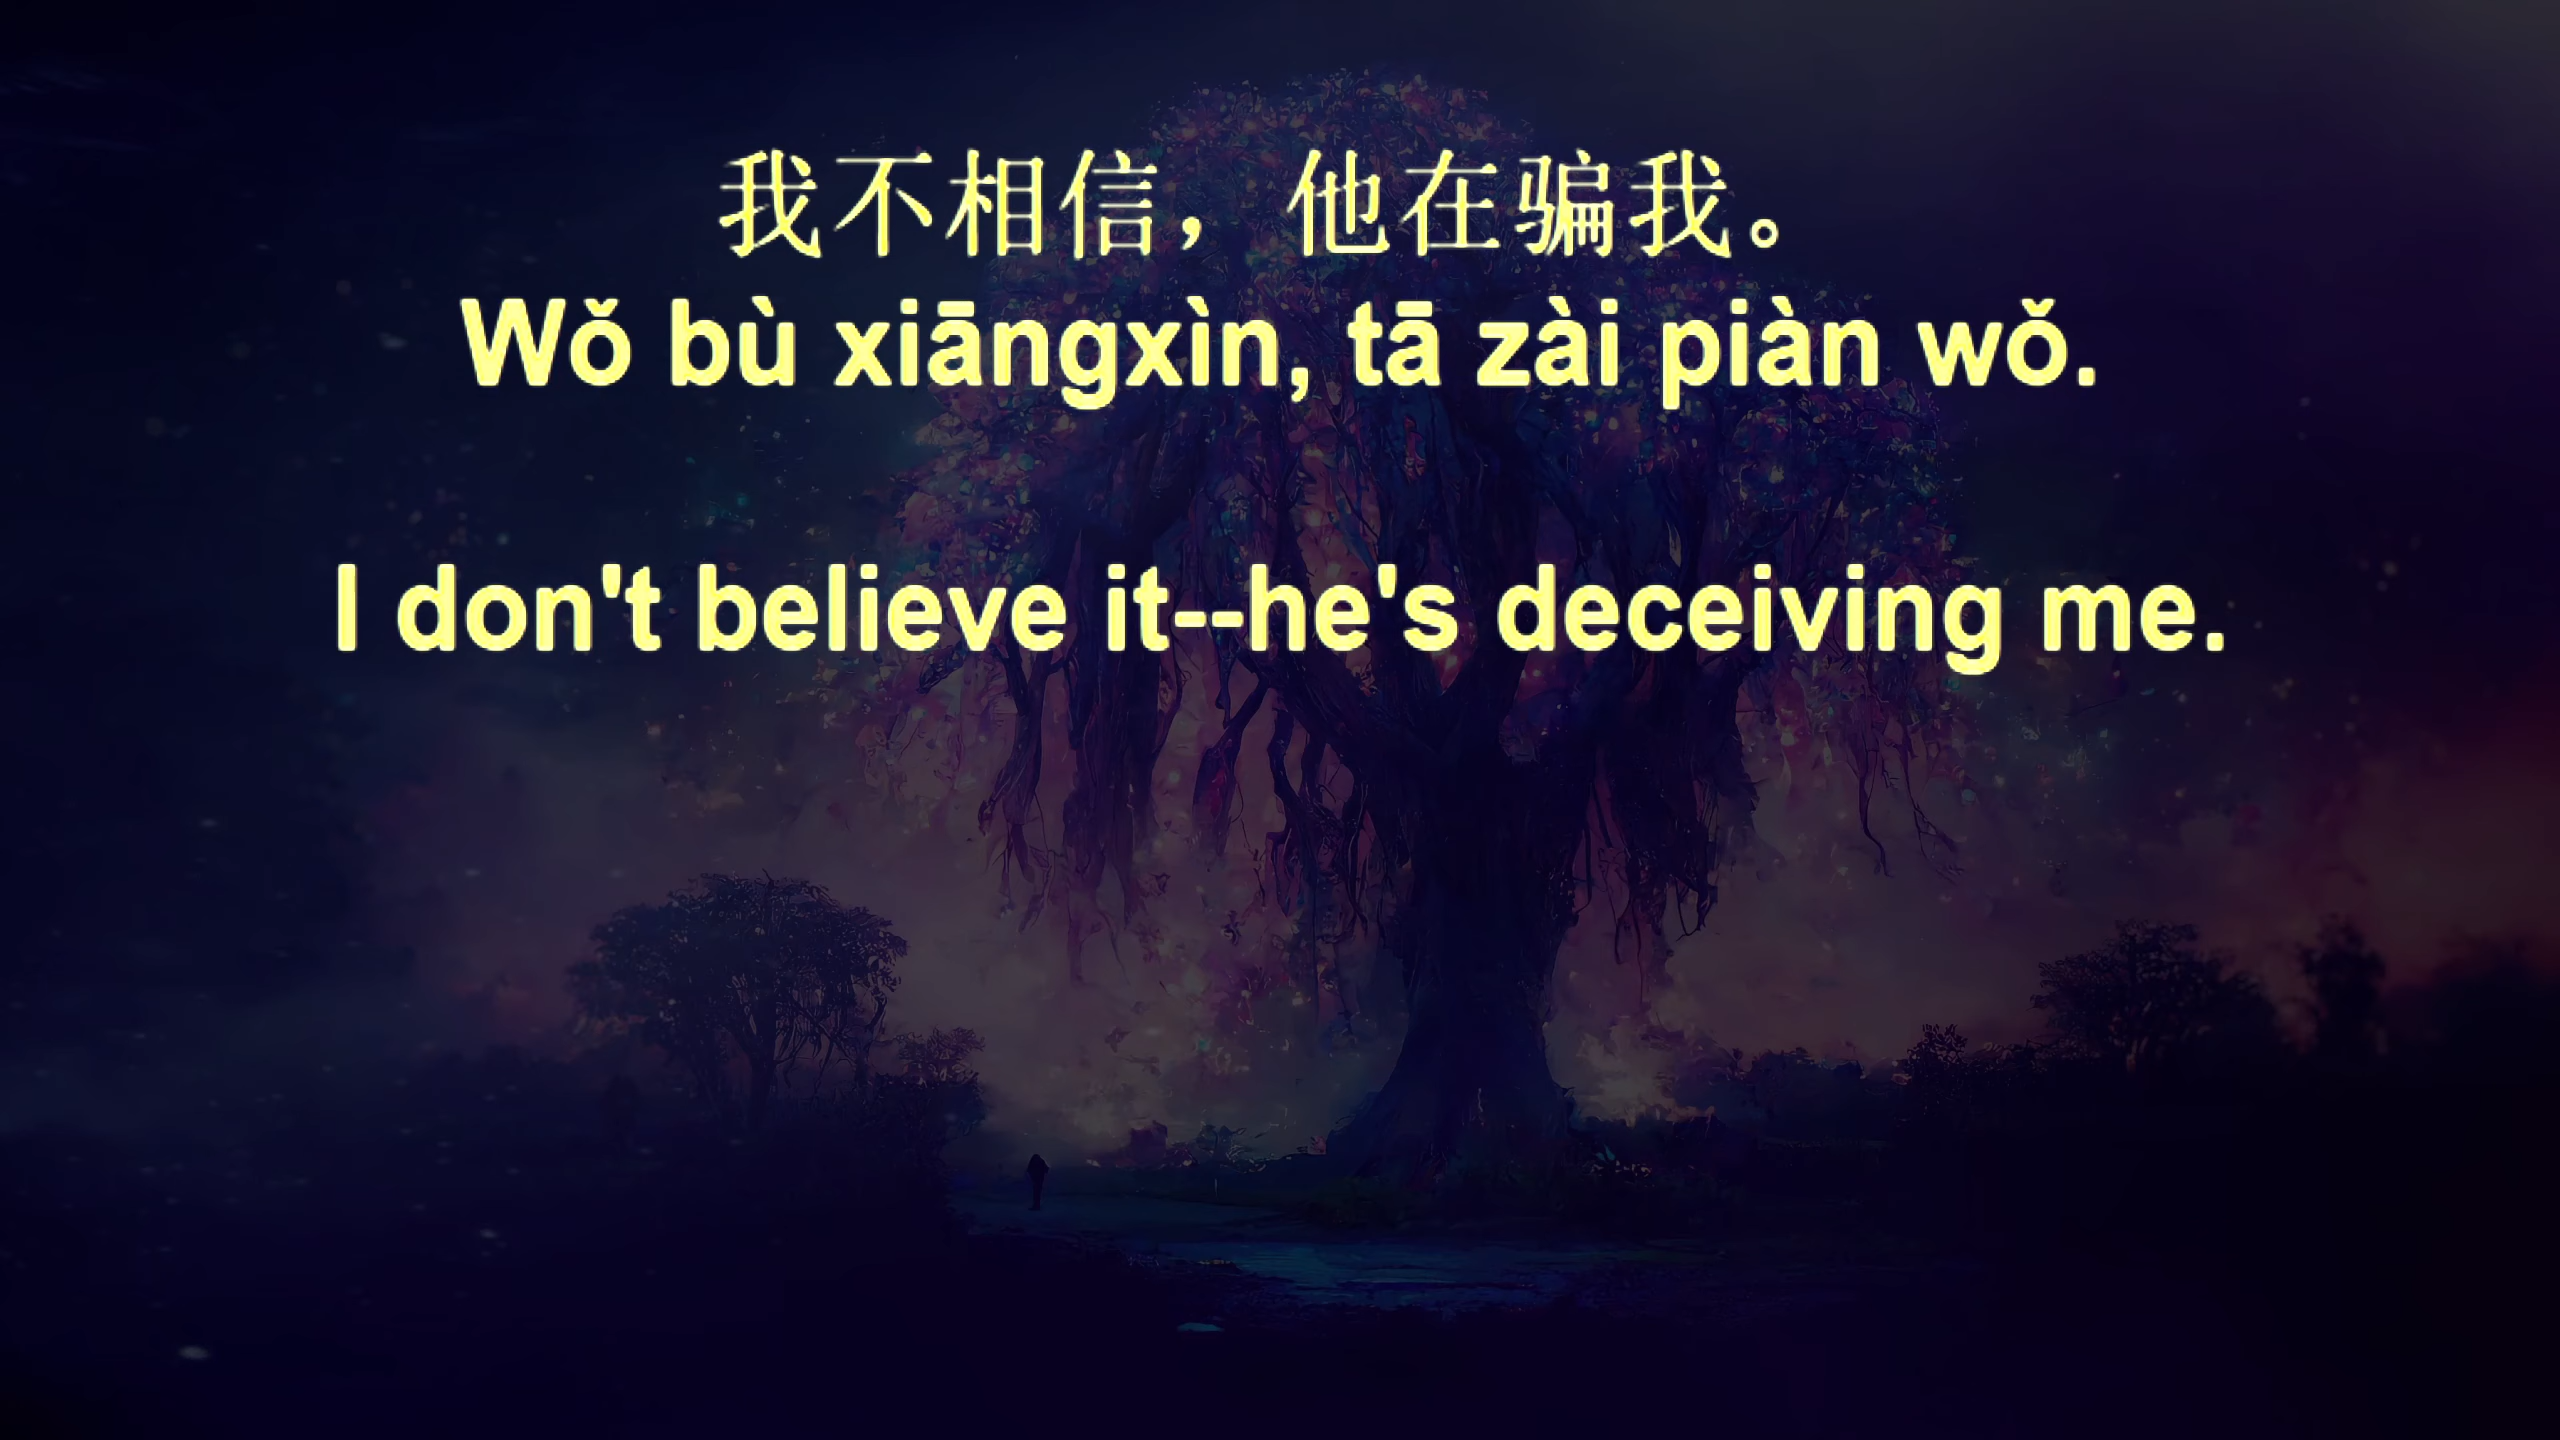 我不相信，他在骗我。
Wǒ bù xiāngxìn, tā zài piàn wǒ.
I don't believe it--he's deceiving me.